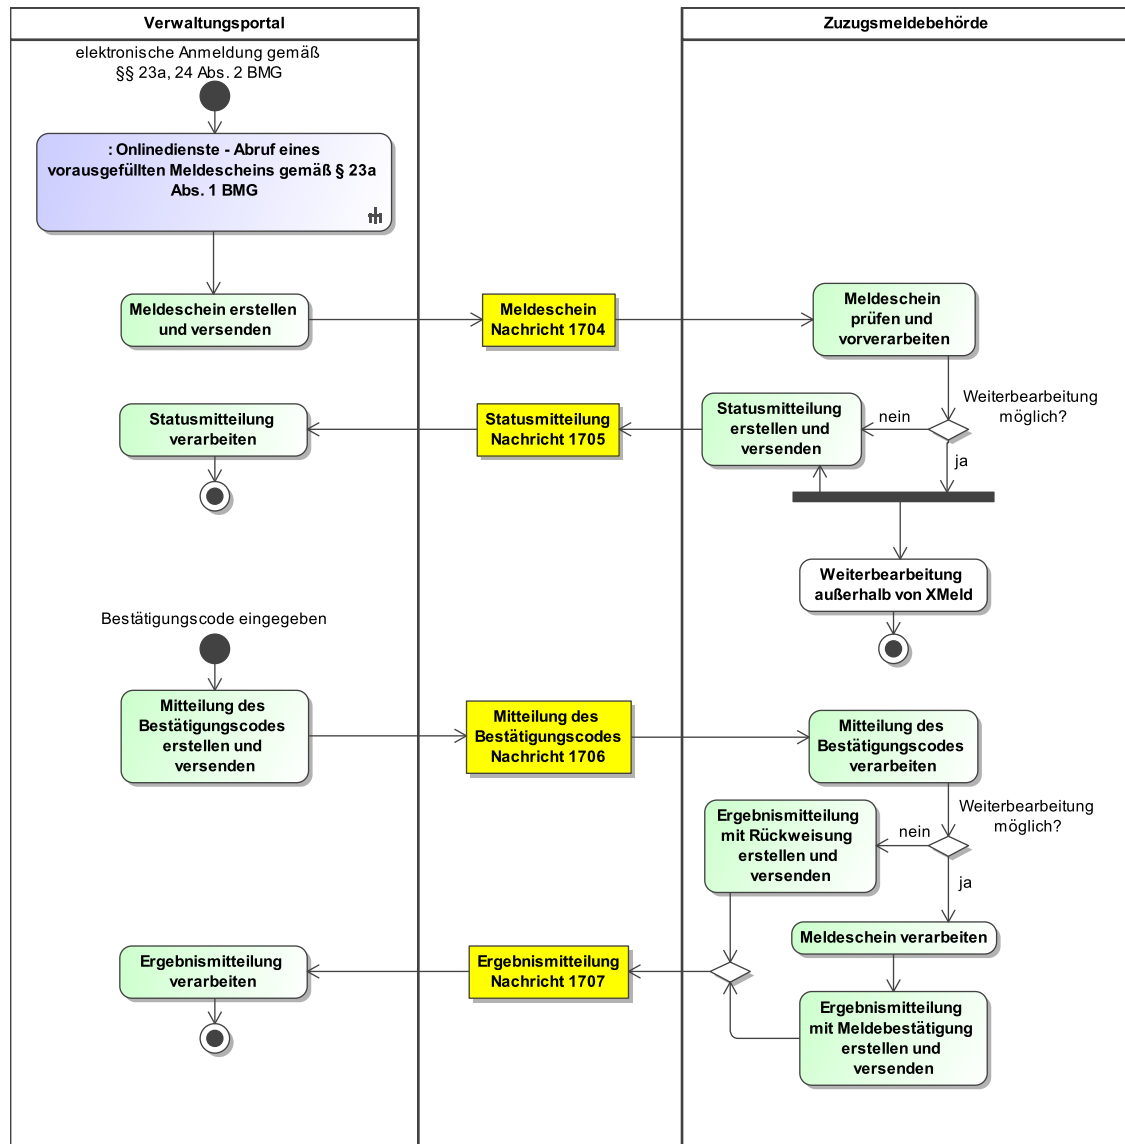 Verwaltungsportal
Zuzugsmeldebehörde
elektronische Anmeldung gemäß
§§ 23a, 24 Abs. 2 BMG
: Onlinedienste - Abruf eines
vorausgefüllten Meldescheins gemäß § 23a
Abs. 1 BMG
Meldeschein erstellen
und versenden
Meldeschein
Nachricht 1704
Meldeschein
prüfen und
vorverarbeiten
Weiterbearbeitung
möglich?
nein
ja
Statusmitteilung
erstellen und
versenden
Statusmitteilung
Nachricht 1705
Statusmitteilung
verarbeiten
Weiterbearbeitung
außerhalb von XMeld
Bestätigungscode eingegeben
Mitteilung des
Bestätigungscodes
erstellen und
versenden
Mitteilung des
Bestätigungscodes
Nachricht 1706
Mitteilung des
Bestätigungscodes
verarbeiten
Weiterbearbeitung
möglich?
nein
ja
Ergebnismitteilung
mit Rückweisung
erstellen und
versenden
Meldeschein verarbeiten
Ergebnismitteilung
mit Meldebestätigung
erstellen und
versenden
Ergebnismitteilung
Nachricht 1707
Ergebnismitteilung
verarbeiten